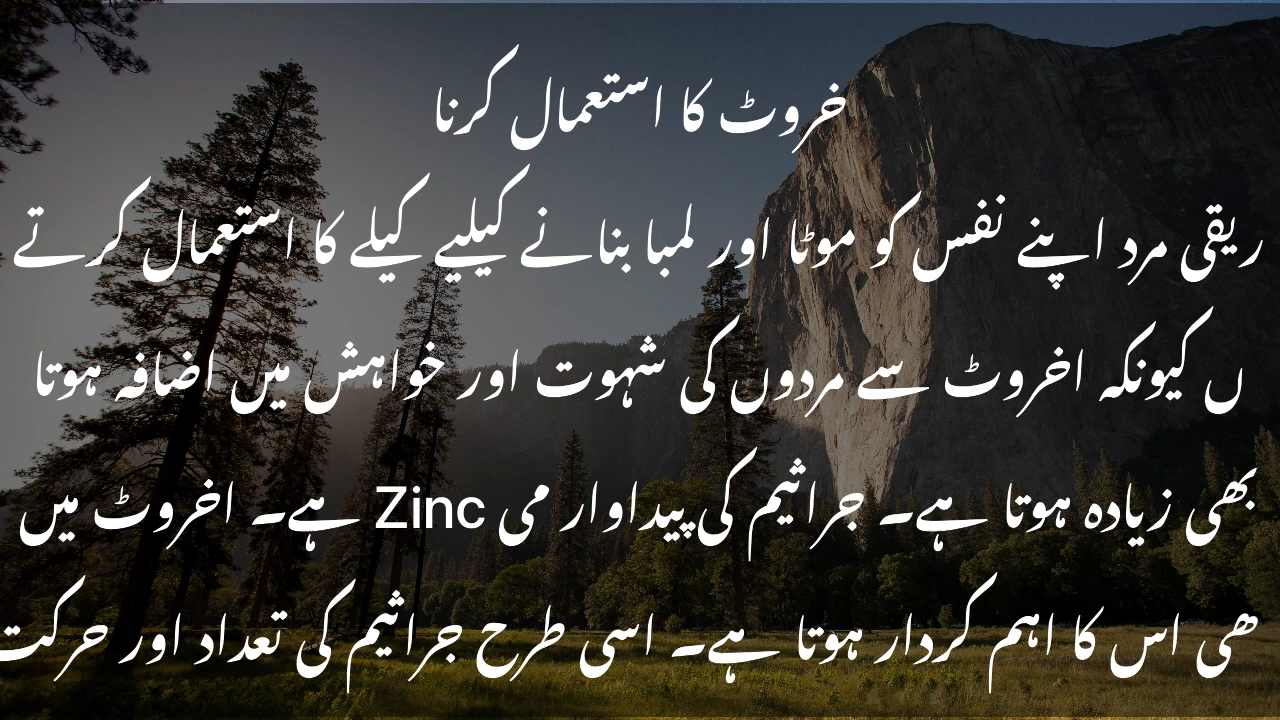 خروٹ کا استعمال کرنا
ریقی مرد اپنے نفس کو موٹا اور لمبا بنانے کیلیے کیلے کا استعمال کرتے
ں کیونکہ اخروٹ سے مردوں کی شہوت اور خواہش میں اضافہ ہوتا
بھی زیادہ ہوتا ہے۔ جراثیم کی پیداوار می Zinc ہے۔ اخروٹ میں
ھی اس کا اہم کردار ہوتا ہے۔ اسی طرح جراثیم کی تعداد اور حرکت